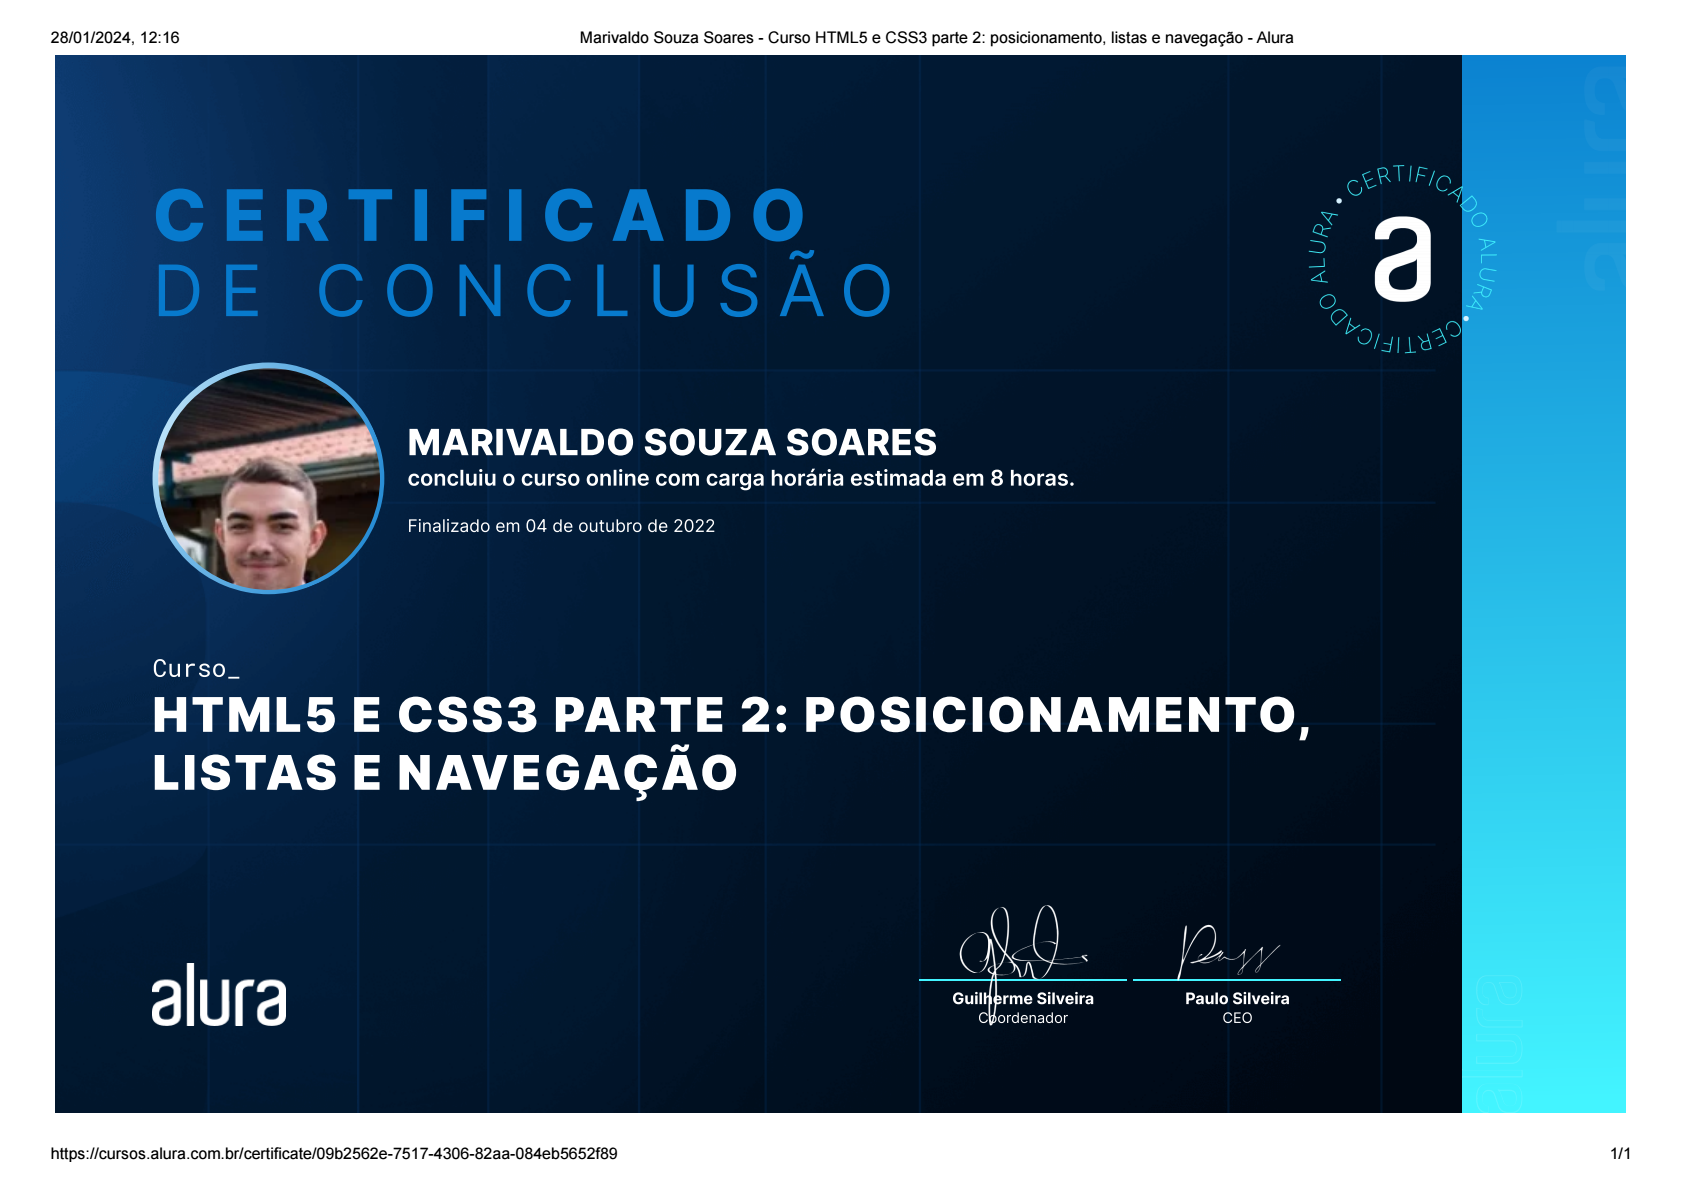 28/01/2024, 12:16
Marivaldo Souza Soares - Curso HTML5 e CSS3 parte 2: posicionamento, listas e navegação - Alura
alura
CERTIFICADO
DE CONCLUSÃO
CERTIFICADO ALURA • CERTIFICADO ALURA •
a
MARIVALDO SOUZA SOARES
concluiu o curso online com carga horária estimada em 8 horas.
Finalizado em 04 de outubro de 2022
Curso_
HTML5 E CSS3 PARTE 2: POSICIONAMENTO,
LISTAS E NAVEGAÇÃO
alura
Guilherme Silveira
Coordenador
Paulo Silveira
CEO
alura
https://cursos.alura.com.br/certificate/09b2562e-7517-4306-82aa-084eb5652f89
1/1